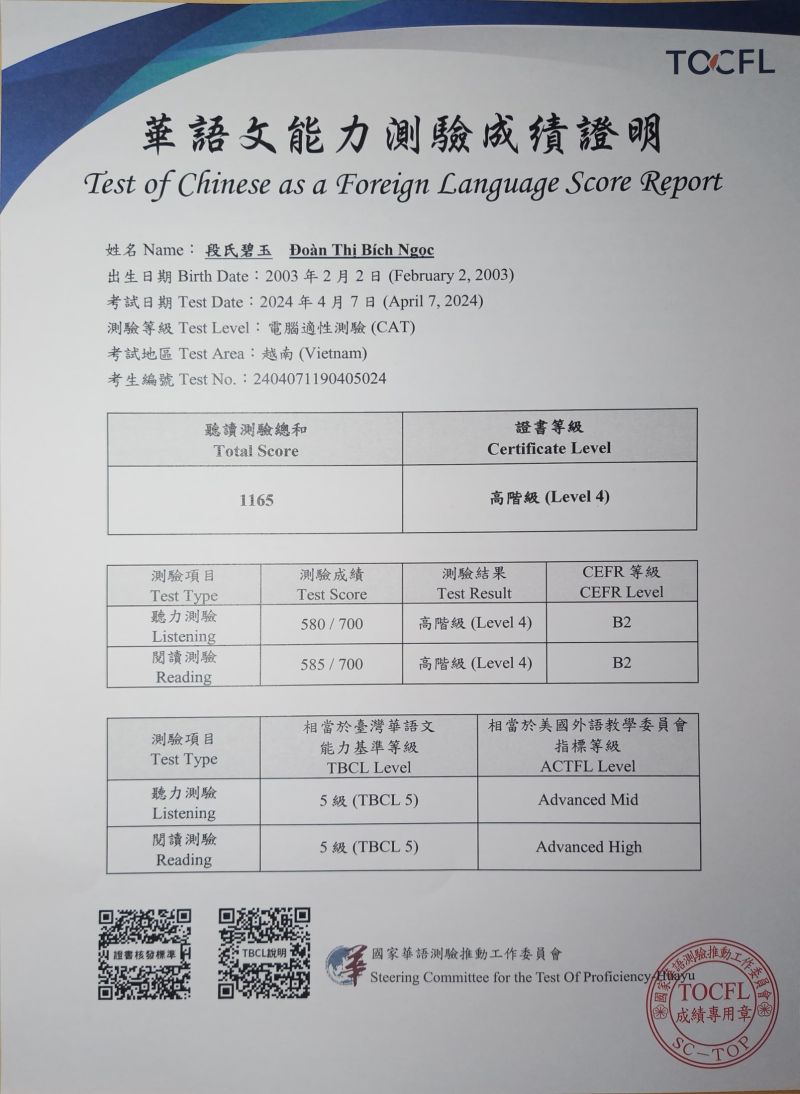 TOCFL
華語文能力測驗成績證明
Test of Chinese as a Foreign Language Score Report
姓名 Name：段氏碧玉 Đoàn Thị Bích Ngọc
出生日期 Birth Date：2003 年 2 月 2 日 (February 2, 2003)
考試日期 Test Date：2024 年 4 月 7 日 (April 7, 2024)
測驗等級 Test Level：電腦適性測驗 (CAT)
考試地區 Test Area：越南 (Vietnam)
考生編號 Test No.：2404071190405024
聽讀測驗總和
Total Score
證書等級
Certificate Level
1165
高階級 (Level 4)
測驗項目
Test Type
測驗成績
Test Score
測驗結果
Test Result
CEFR 等級
CEFR Level
聽力測驗
Listening
580 / 700
高階級 (Level 4)
B2
閱讀測驗
Reading
585 / 700
高階級 (Level 4)
B2
測驗項目
Test Type
相當於臺灣華語文
能力基準等級
TBCL Level
相當於美國外語教學委員會
指標等級
ACTFL Level
聽力測驗
Listening
5 級 (TBCL 5)
Advanced Mid
閱讀測驗
Reading
5 級 (TBCL 5)
Advanced High
證書核發標準
TBCL說明
華
國家華語測驗推動工作委員會
Steering Committee for the Test Of Proficiency-Huayu
國家華語測驗推動工作委員會
TOCFL
成績專用章
SC-TOP